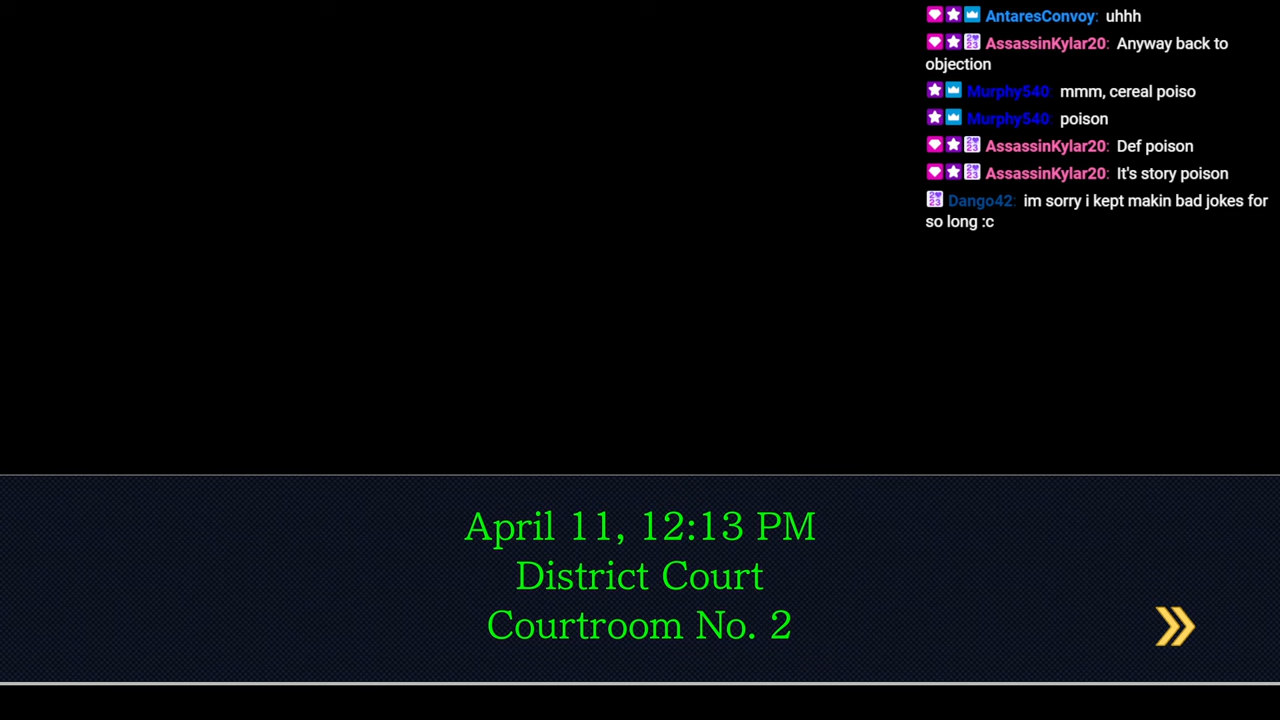 AntaresConvoy: uhhh
AssassinKylar20: Anyway back to
objection
Murphy540: mmm, cereal poiso
Murphy540: poison
AssassinKylar20: Def poison
AssassinKylar20: It's story poison
Dango42: im sorry i kept makin bad jokes for
so long :c
April 11, 12:13 PM
District Court
Courtroom No. 2